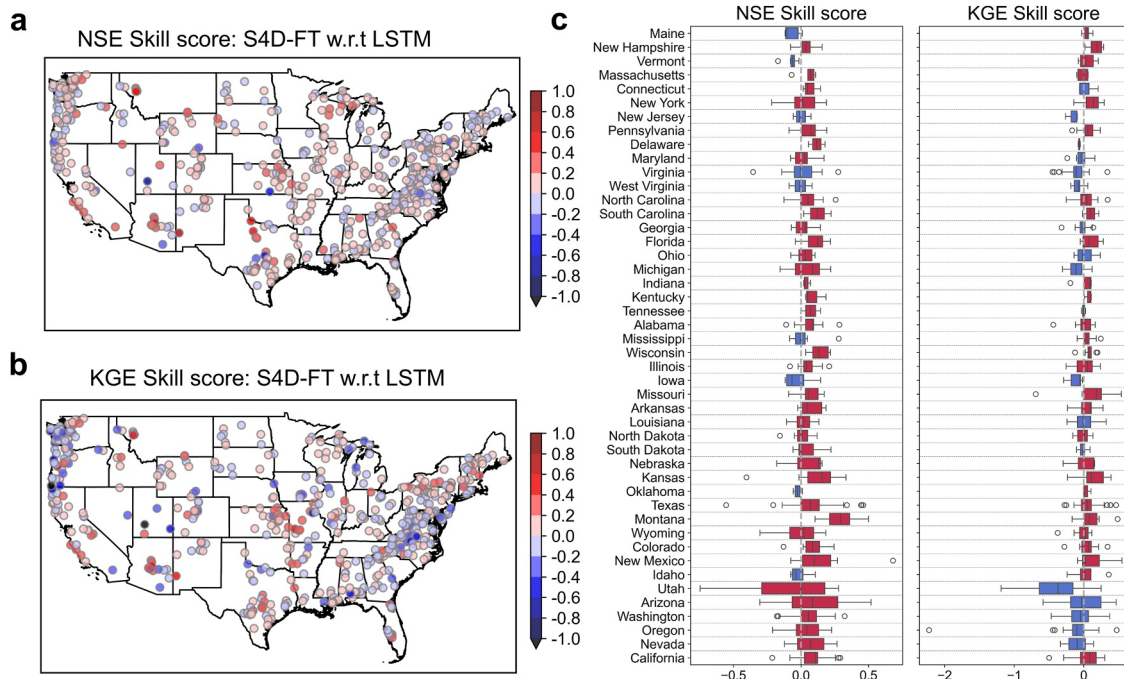 a
NSE Skill score: S4D-FT w.r.t LSTM
1.0
0.8
0.6
0.4
0.2
0.0
-0.2
-0.4
-0.6
-0.8
-1.0
b
KGE Skill score: S4D-FT w.r.t LSTM
1.0
0.8
0.6
0.4
0.2
0.0
-0.2
-0.4
-0.6
-0.8
-1.0
c
NSE Skill score
KGE Skill score
Maine
New Hampshire
Vermont
Massachusetts
Connecticut
New York
New Jersey
Pennsylvania
Delaware
Maryland
Virginia
West Virginia
North Carolina
South Carolina
Georgia
Florida
Ohio
Michigan
Indiana
Kentucky
Tennessee
Alabama
Mississippi
Wisconsin
Illinois
Iowa
Missouri
Arkansas
Louisiana
North Dakota
South Dakota
Nebraska
Kansas
Oklahoma
Texas
Montana
Wyoming
Colorado
New Mexico
Idaho
Utah
Arizona
Washington
Oregon
Nevada
California
−0.5 0.0 0.5
−2 −1 0